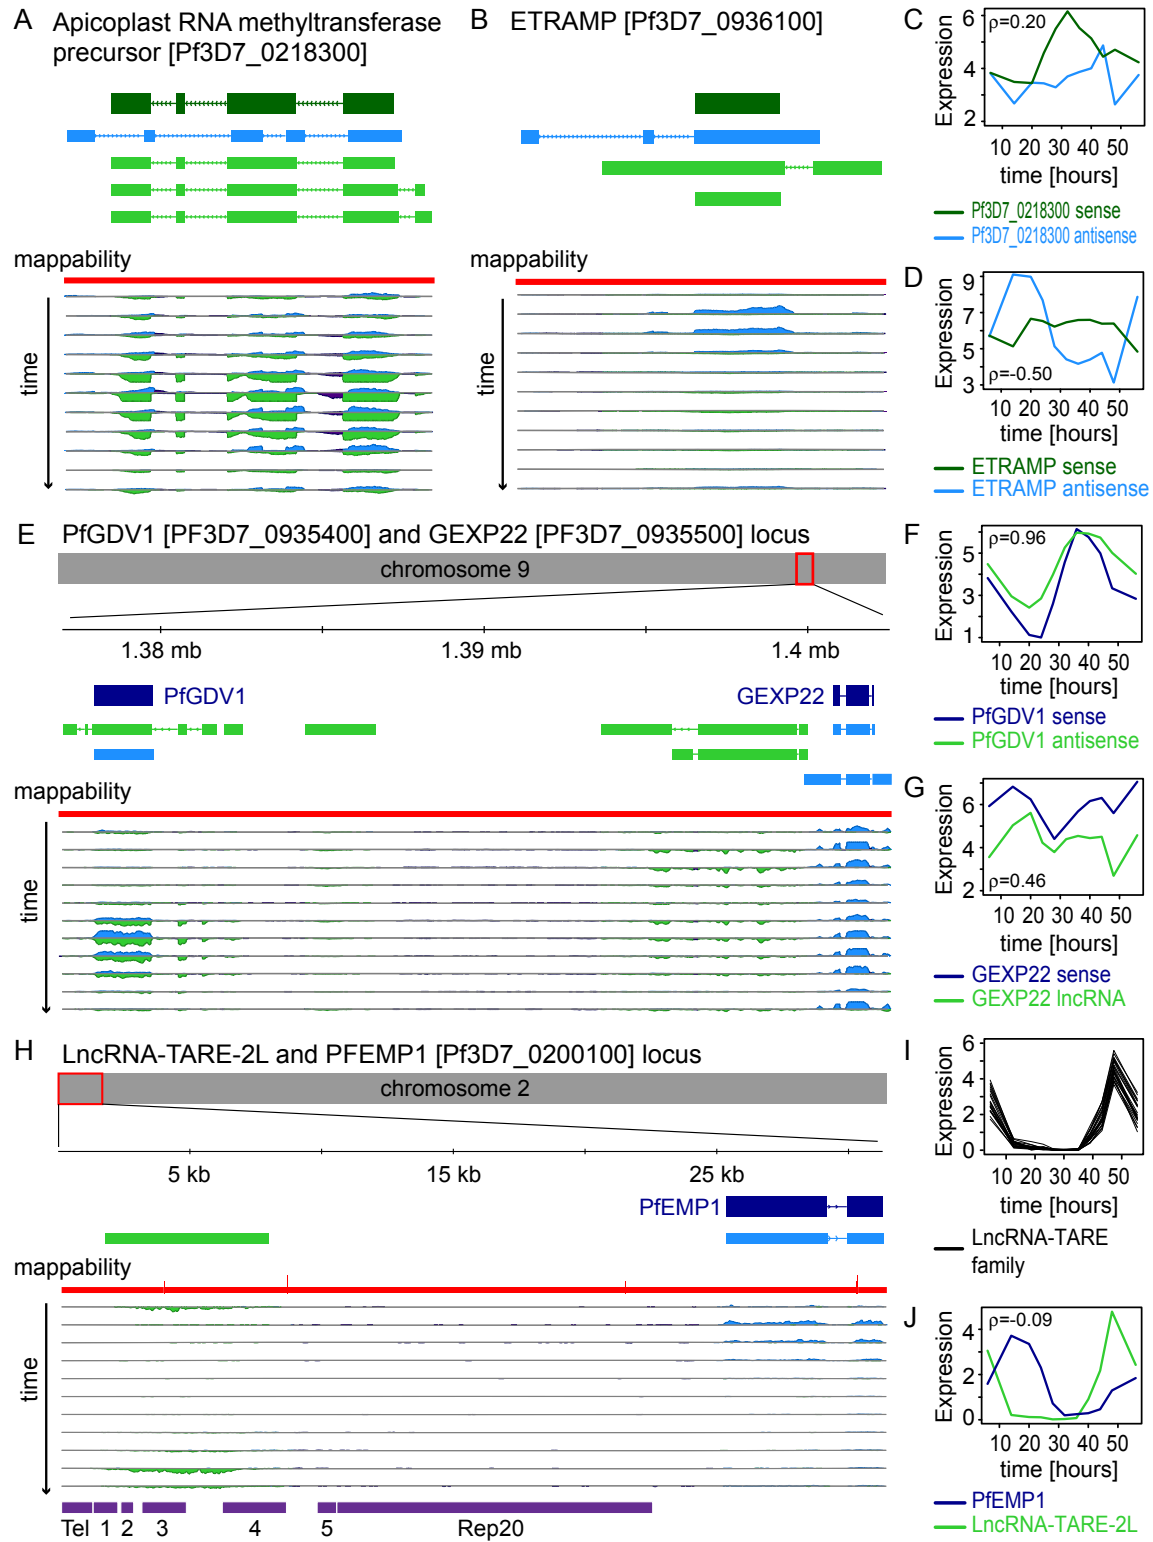 A Apicoplast RNA methyltransferase
precursor [Pf3D7_0218300]
mappability
time
B ETRAMP [Pf3D7_0936100]
mappability
time
C
Expression
6
4
2
ρ=0.20
10 20 30 40 50
time [hours]
Pf3D7_0218300 sense
Pf3D7_0218300 antisense
D
Expression
9
7
5
3
ρ=-0.50
10 20 30 40 50
time [hours]
ETRAMP sense
ETRAMP antisense
E PfGDV1 [PF3D7_0935400] and GEXP22 [PF3D7_0935500] locus
chromosome 9
1.38 mb 1.39 mb 1.4 mb
PfGDV1 GEXP22
mappability
time
F
Expression
5
3
1
ρ=0.96
10 20 30 40 50
time [hours]
PfGDV1 sense
PfGDV1 antisense
G
Expression
6
4
2
ρ=0.46
10 20 30 40 50
time [hours]
GEXP22 sense
GEXP22 lncRNA
H LncRNA-TARE-2L and PFEMP1 [Pf3D7_0200100] locus
chromosome 2
5 kb 15 kb 25 kb
PfEMP1
mappability
time
Tel 1 2 3 4 5 Rep20
I
Expression
6
4
2
0
10 20 30 40 50
time [hours]
LncRNA-TARE
family
J
Expression
4
2
0
ρ=-0.09
10 20 30 40 50
time [hours]
PfEMP1
LncRNA-TARE-2L